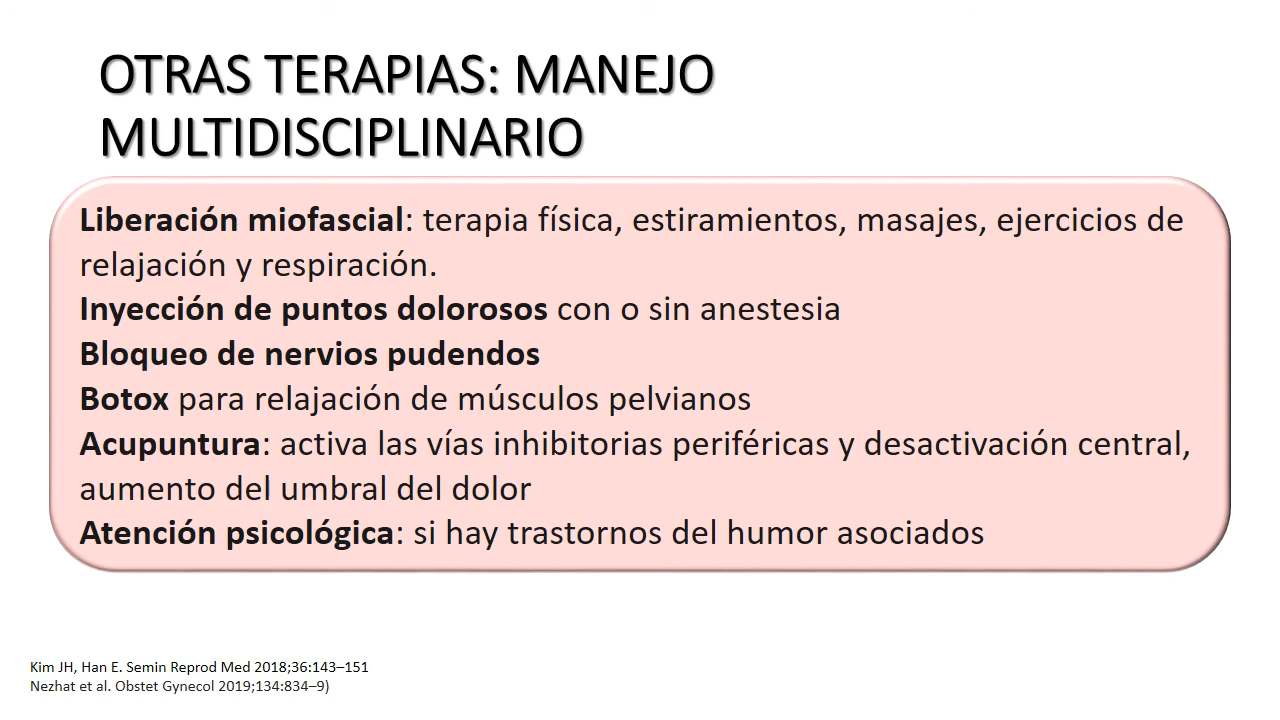 OTRAS TERAPIAS: MANEJO
MULTIDISCIPLINARIO
Liberación miofascial: terapia física, estiramientos, masajes, ejercicios de
relajación y respiración.
Inyección de puntos dolorosos con o sin anestesia
Bloqueo de nervios pudendos
Botox para relajación de músculos pelvianos
Acupuntura: activa las vías inhibitorias periféricas y desactivación central,
aumento del umbral del dolor
Atención psicológica: si hay trastornos del humor asociados
Kim JH, Han E. Semin Reprod Med 2018;36:143–151
Nezhat et al. Obstet Gynecol 2019;134:834–9)